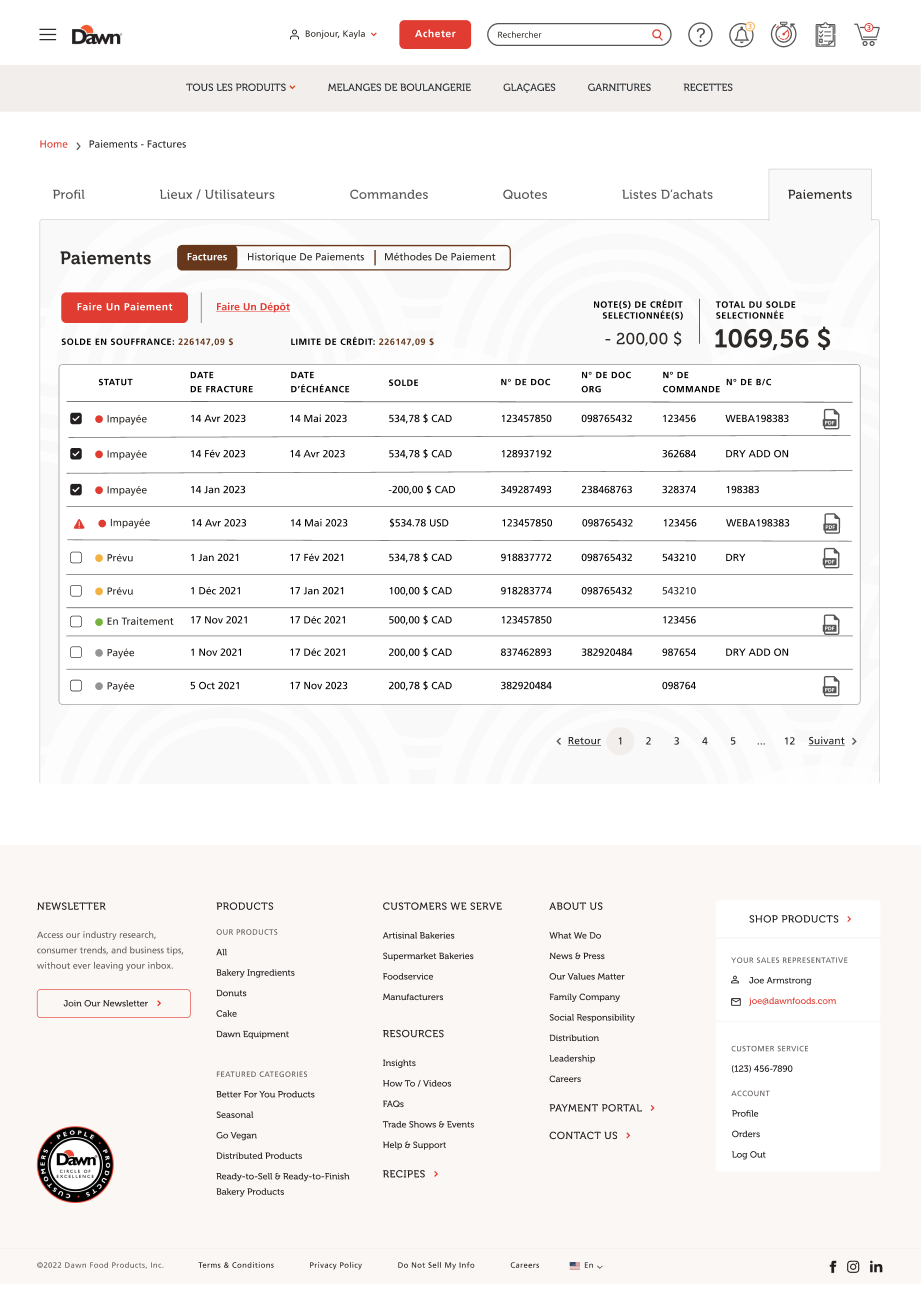 Dawn
Bonjour, Kayla
Acheter
Rechercher
3
3
TOUS LES PRODUITS
MELANGES DE BOULANGERIE
GLAÇAGES
GARNITURES
RECETTES
Home
Paiements - Factures
Profil
Lieux / Utilisateurs
Commandes
Quotes
Listes D'achats
Paiements
Paiements
Factures
Historique De Paiements
Méthodes De Paiement
Faire Un Paiement
Faire Un Dépôt
NOTE(S) DE CRÉDIT
SELECTIONNÉE(S)
- 200,00 $
TOTAL DU SOLDE
SELECTIONNÉE
1069,56 $
SOLDE EN SOUFFRANCE: 226147,09 $
LIMITE DE CRÉDIT: 226147,09 $
STATUT
DATE
DE FRACTURE
DATE
D'ÉCHÉANCE
SOLDE
N° DE DOC
N° DE DOC
ORG
N° DE
COMMANDE
N° DE B/C
Impayée 14 Avr 2023 14 Mai 2023 534,78 $ CAD 123457850 098765432 123456 WEBA198383 PDF
Impayée 14 Fév 2023 14 Avr 2023 534,78 $ CAD 128937192 362684 DRY ADD ON
Impayée 14 Jan 2023 -200,00 $ CAD 349287493 238468763 328374 198383
Impayée 14 Avr 2023 14 Mai 2023 $534.78 USD 123457850 098765432 123456 WEBA198383 PDF
Prévu 1 Jan 2021 17 Fév 2021 534,78 $ CAD 918837772 098765432 543210 DRY PDF
Prévu 1 Déc 2021 17 Jan 2021 100,00 $ CAD 918283774 098765432 543210
En Traitement 17 Nov 2021 17 Déc 2021 500,00 $ CAD 123457850 123456 PDF
Payée 1 Nov 2021 17 Déc 2021 200,00 $ CAD 837462893 382920484 987654 DRY ADD ON
Payée 5 Oct 2021 17 Nov 2023 200,78 $ CAD 382920484 098764 PDF
Retour 1 2 3 4 5 ... 12 Suivant
NEWSLETTER
Access our industry research,
consumer trends, and business tips,
without ever leaving your inbox.
Join Our Newsletter
PEOPLE · PRODUCTS · CUSTOMERS ·
Dawn
CIRCLE OF
EXCELLENCE
PRODUCTS
OUR PRODUCTS
All
Bakery Ingredients
Donuts
Cake
Dawn Equipment
FEATURED CATEGORIES
Better For You Products
Seasonal
Go Vegan
Distributed Products
Ready-to-Sell & Ready-to-Finish
Bakery Products
CUSTOMERS WE SERVE
Artisinal Bakeries
Supermarket Bakeries
Foodservice
Manufacturers
RESOURCES
Insights
How To / Videos
FAQs
Trade Shows & Events
Help & Support
RECIPES
ABOUT US
What We Do
News & Press
Our Values Matter
Family Company
Social Responsibility
Distribution
Leadership
Careers
PAYMENT PORTAL
CONTACT US
SHOP PRODUCTS
YOUR SALES REPRESENTATIVE
Joe Armstrong
joe@dawnfoods.com
CUSTOMER SERVICE
(123) 456-7890
ACCOUNT
Profile
Orders
Log Out
©2022 Dawn Food Products, Inc.
Terms & Conditions
Privacy Policy
Do Not Sell My Info
Careers
En